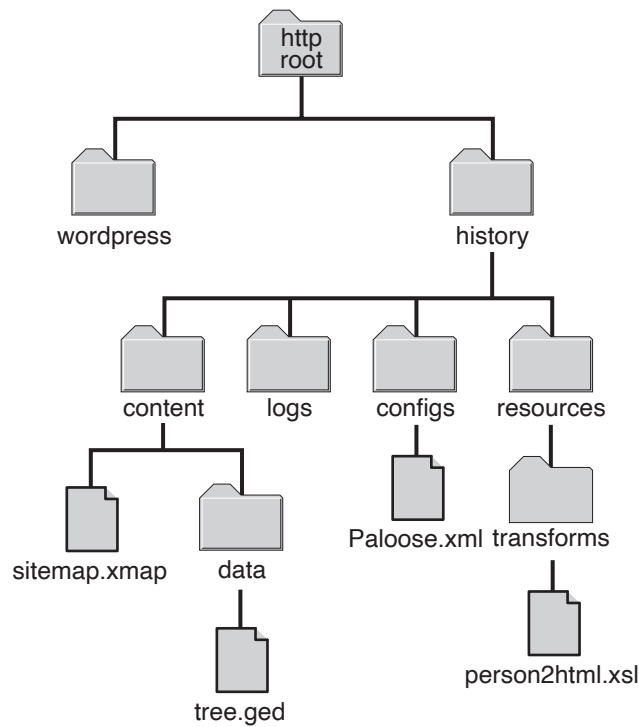 http
root
wordpress
history
content
logs
configs
resources
sitemap.xmap
data
Paloose.xml
transforms
tree.ged
person2html.xsl